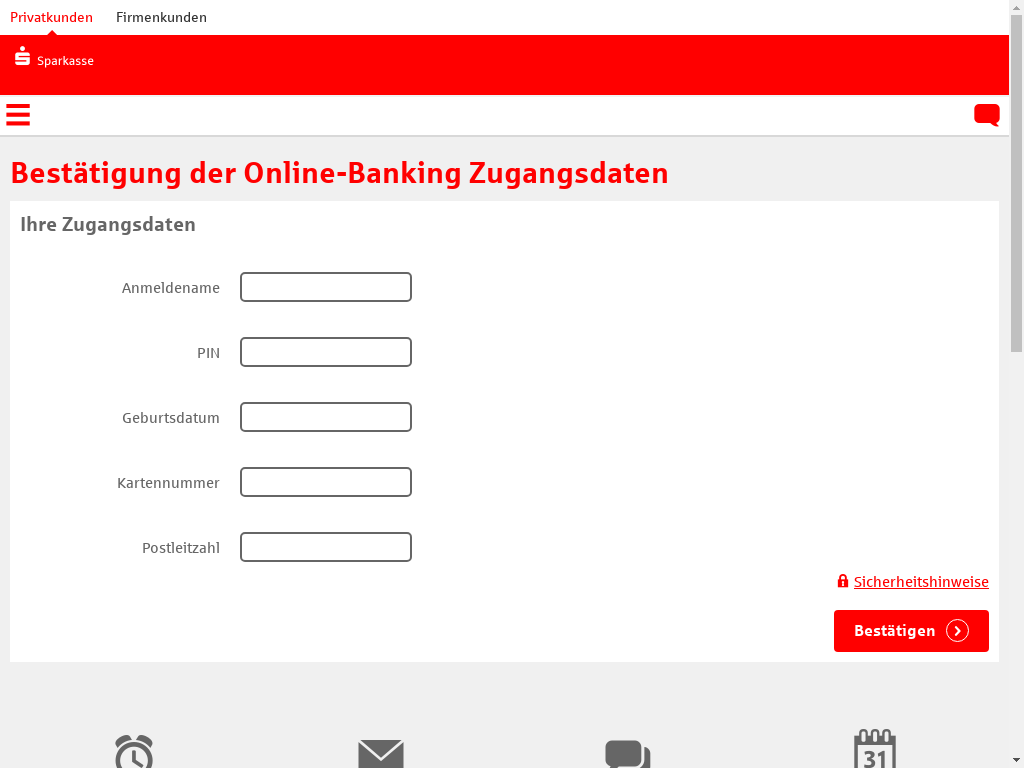 Privatkunden Firmenkunden
Sparkasse
Bestätigung der Online-Banking Zugangsdaten
Ihre Zugangsdaten
Anmeldename
PIN
Geburtsdatum
Kartennummer
Postleitzahl
Sicherheitshinweise
Bestätigen
31